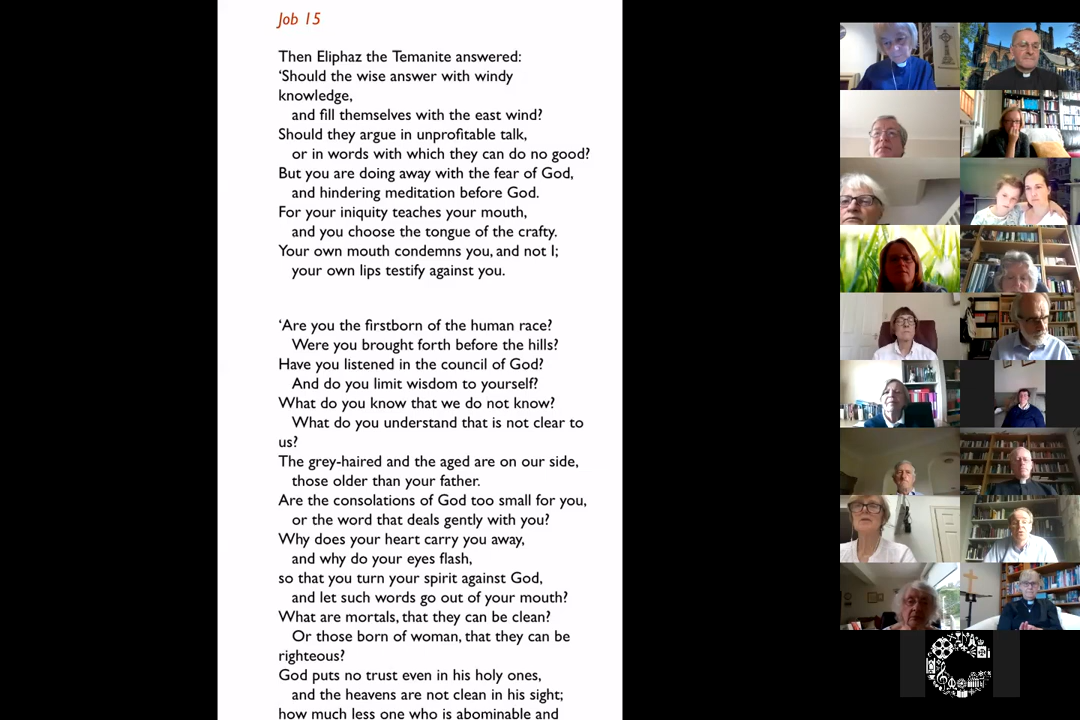 Job 15
Then Eliphaz the Temanite answered:
‘Should the wise answer with windy
knowledge,
and fill themselves with the east wind?
Should they argue in unprofitable talk,
or in words with which they can do no good?
But you are doing away with the fear of God,
and hindering meditation before God.
For your iniquity teaches your mouth,
and you choose the tongue of the crafty.
Your own mouth condemns you, and not I;
your own lips testify against you.
‘Are you the firstborn of the human race?
Were you brought forth before the hills?
Have you listened in the council of God?
And do you limit wisdom to yourself?
What do you know that we do not know?
What do you understand that is not clear to
us?
The grey-haired and the aged are on our side,
those older than your father.
Are the consolations of God too small for you,
or the word that deals gently with you?
Why does your heart carry you away,
and why do your eyes flash,
so that you turn your spirit against God,
and let such words go out of your mouth?
What are mortals, that they can be clean?
Or those born of woman, that they can be
righteous?
God puts no trust even in his holy ones,
and the heavens are not clean in his sight;
how much less one who is abominable and